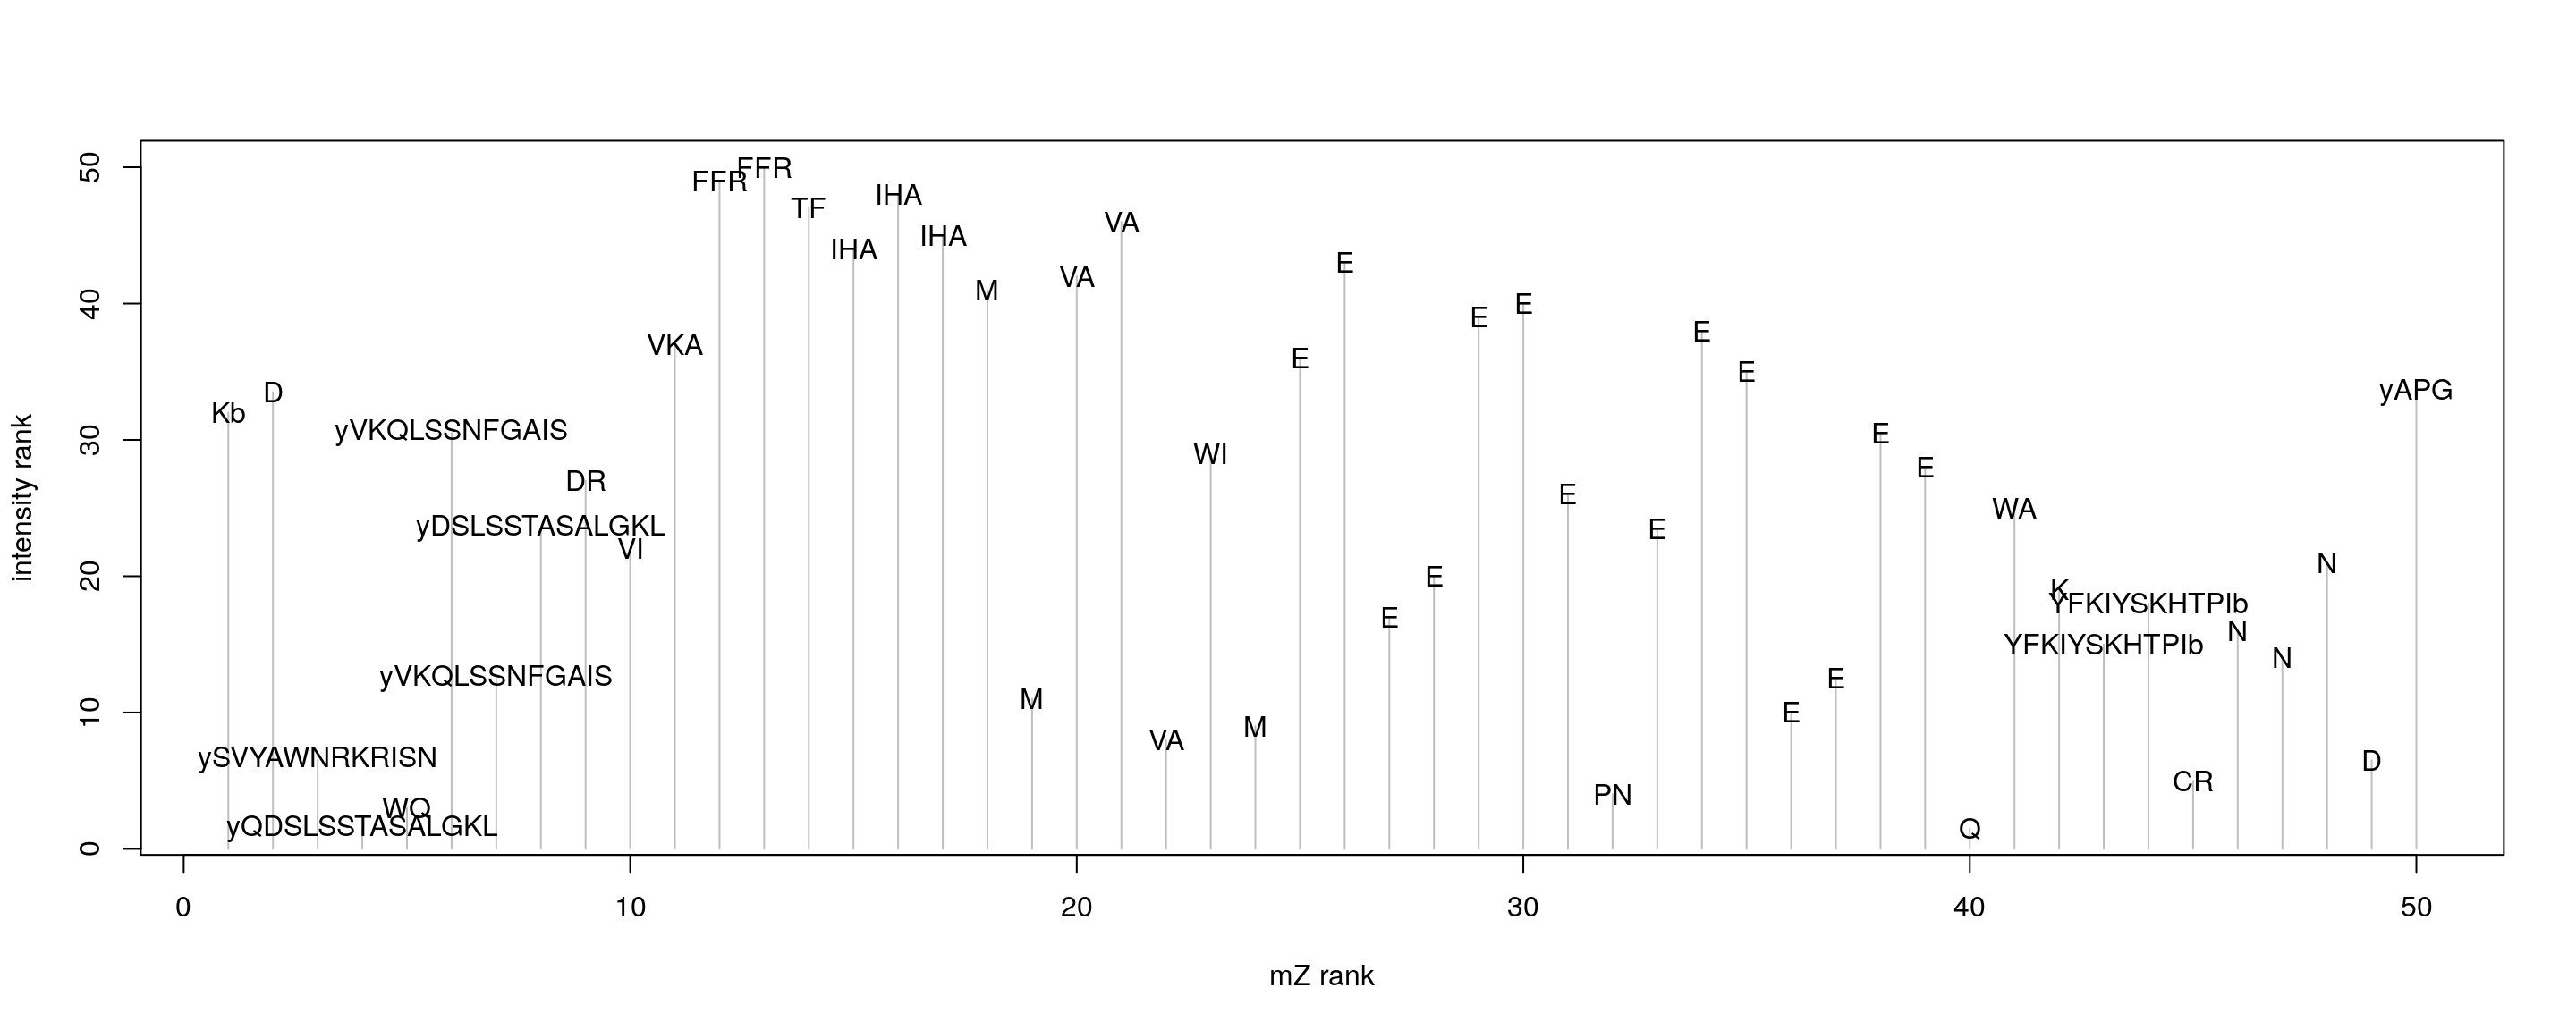 FFR
FFR
IHA
TF
VA
IHA
IHA
E
VA
M
E
E
E
VKA
E
E
D
yAPG
Kb
yVKQLSSNFGAIS
E
WI
E
DR
E
WA
yDSLSSTASALGKL
E
VI
N
E
K
YFKIYSKHTPIb
E
N
YFKIYSKHTPIb
N
yVKQLSSNFGAIS
E
M
E
M
VA
ySVYAWNRKRISN
D
CR
WQ
PN
yQDSLSSTASALGKL
Q
50
40
30
20
10
0
intensity rank
0 10 20 30 40 50
mZ rank